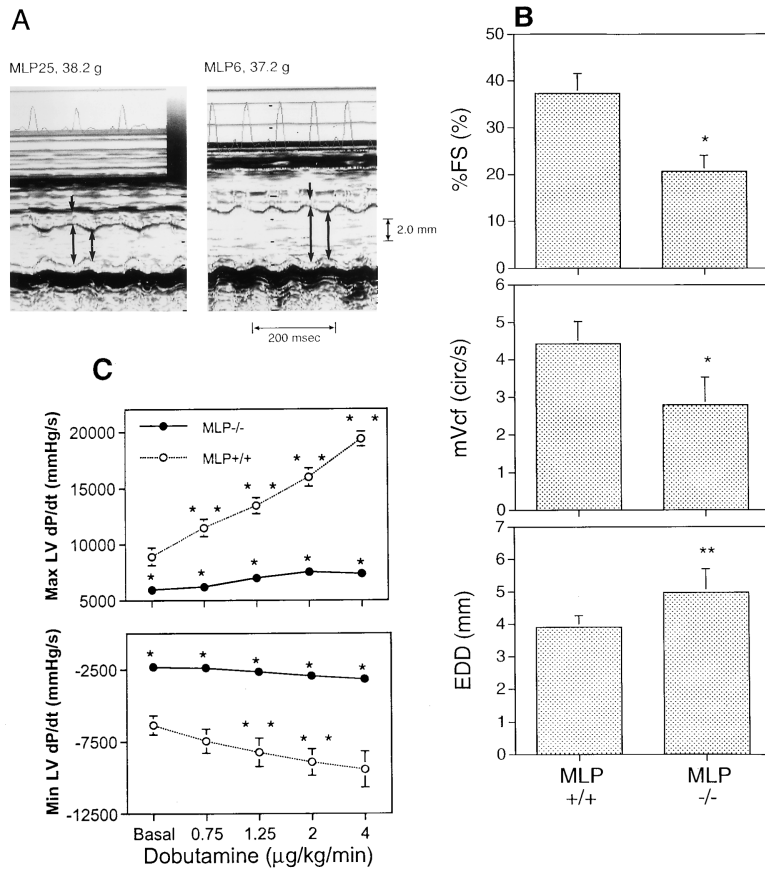 A
MLP25, 38.2 g
MLP6, 37.2 g
2.0 mm
200 msec
B
%FS (%)
50
40
30
20
10
0
*
mVcf (circ/s)
6
5
4
3
2
1
0
*
EDD (mm)
7
6
5
4
3
2
1
0
**
MLP +/+
MLP -/-
C
Max LV dP/dt (mmHg/s)
20000
15000
10000
5000
MLP-/-
MLP+/+
* *
* *
* *
* *
* * * * *
Min LV dP/dt (mmHg/s)
-2500
-7500
-12500
* * * * *
* *
* *
Basal 0.75 1.25 2 4
Dobutamine (μg/kg/min)